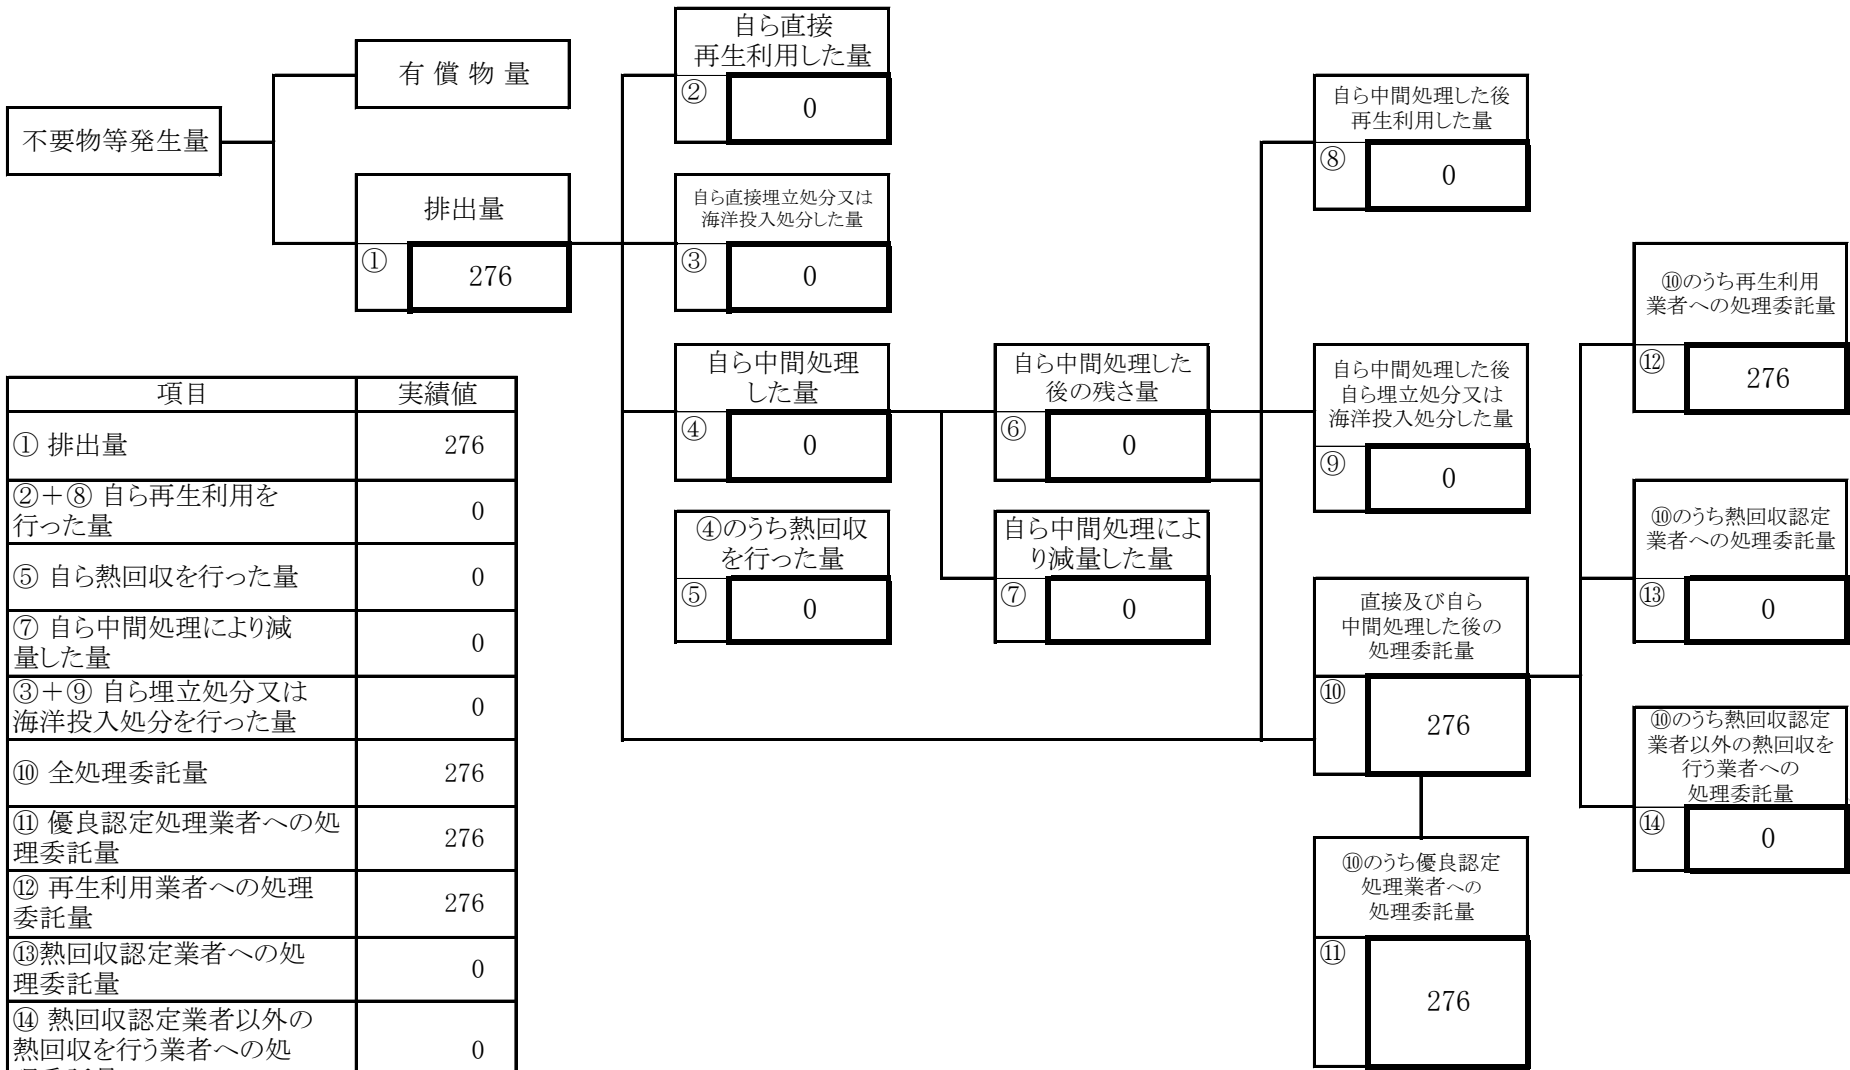 不要物等発生量
有 償 物 量
排出量
①
276
自ら直接
再生利用した量
②
0
自ら直接埋立処分又は
海洋投入処分した量
③
0
自ら中間処理
した量
④
0
④のうち熱回収
を行った量
⑤
0
自ら中間処理した
後の残さ量
⑥
0
自ら中間処理によ
り減量した量
⑦
0
自ら中間処理した後
再生利用した量
⑧
0
自ら中間処理した後
自ら埋立処分又は
海洋投入処分した量
⑨
0
直接及び自ら
中間処理した後の
処理委託量
⑩
276
⑩のうち優良認定
処理業者への
処理委託量
⑪
276
⑩のうち再生利用
業者への処理委託量
⑫
276
⑩のうち熱回収認定
業者への処理委託量
⑬
0
⑩のうち熱回収認定
業者以外の熱回収を
行う業者への
処理委託量
⑭
0
項目 実績値
① 排出量 276
②＋⑧ 自ら再生利用を
行った量 0
⑤ 自ら熱回収を行った量 0
⑦ 自ら中間処理により減
量した量 0
③＋⑨ 自ら埋立処分又は
海洋投入処分を行った量 0
⑩ 全処理委託量 276
⑪ 優良認定処理業者への処
理委託量 276
⑫ 再生利用業者への処理
委託量 276
⑬熱回収認定業者への処
理委託量 0
⑭ 熱回収認定業者以外の
熱回収を行う業者への処 0